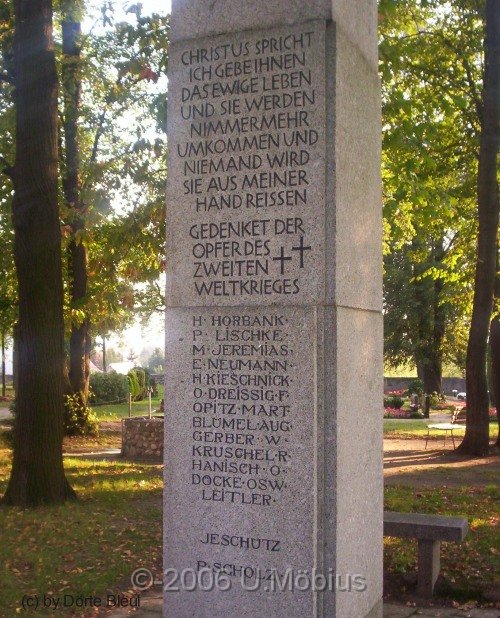 CHRISTUS SPRICHT
ICH GEBE IHNEN
DAS EWIGE LEBEN
UND SIE WERDEN
NIMMERMEHR
UMKOMMEN UND
NIEMAND WIRD
SIE AUS MEINER
HAND REISSEN
GEDENKET DER
OPFER DES
ZWEITEN
WELTKRIEGES
H· HORBANK·
P· LISCHKE·
M· JEREMIAS·
E· NEUMANN·
H· KIESCHNICK
O· DREISSIG· F·
OPITZ· MART·
BLÜMEL· AUG·
GERBER· W·
KRUSCHEL· R·
HANISCH· O·
DOCKE· OSW·
LEITLER·
JESCHÜTZ
P· SCHOLZ
© 2006 U.Möbius
(c) by Dörte Bleul